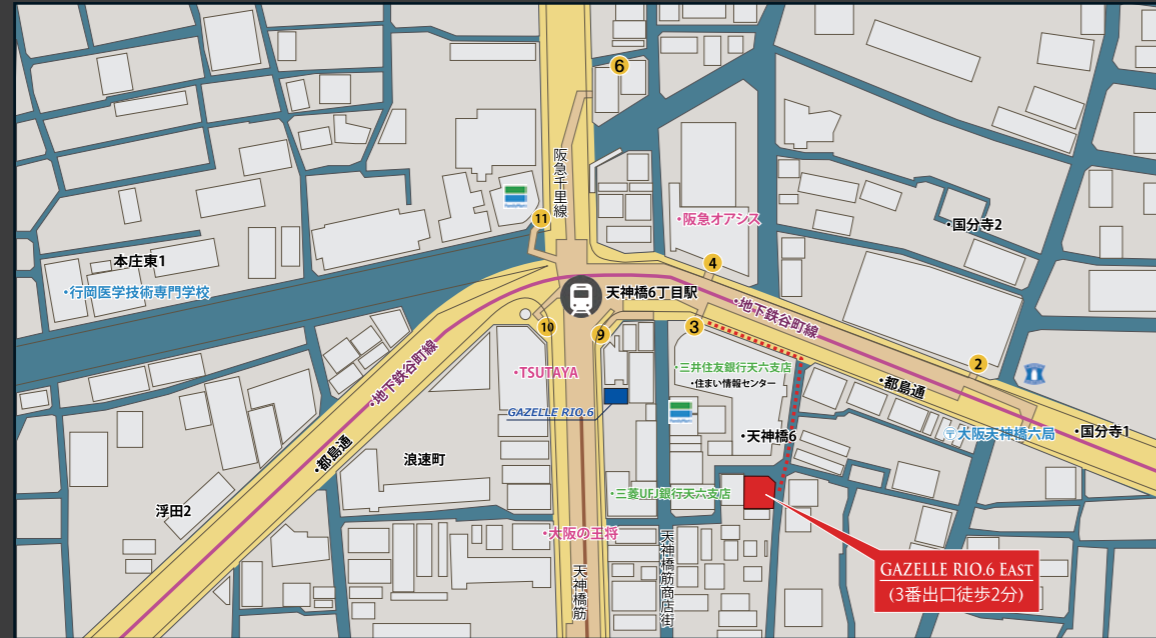 6
阪急千里線
11
・阪急オアシス
・国分寺2
本庄東1
4
・行岡医学技術専門学校
天神橋6丁目駅
・地下鉄谷町線
10
9
3
2
・地下鉄谷町線
・TSUTAYA
・三井住友銀行天六支店
・住まい情報センター
・都島通
GAZELLE RIO.6
・天神橋6
〒大阪天神橋六局
・国分寺1
・都島通
浪速町
・三菱UFJ銀行天六支店
浮田2
・大阪の王将
天神橋筋
天神橋筋商店街
GAZELLE RIO.6 EAST
(3番出口徒歩2分)